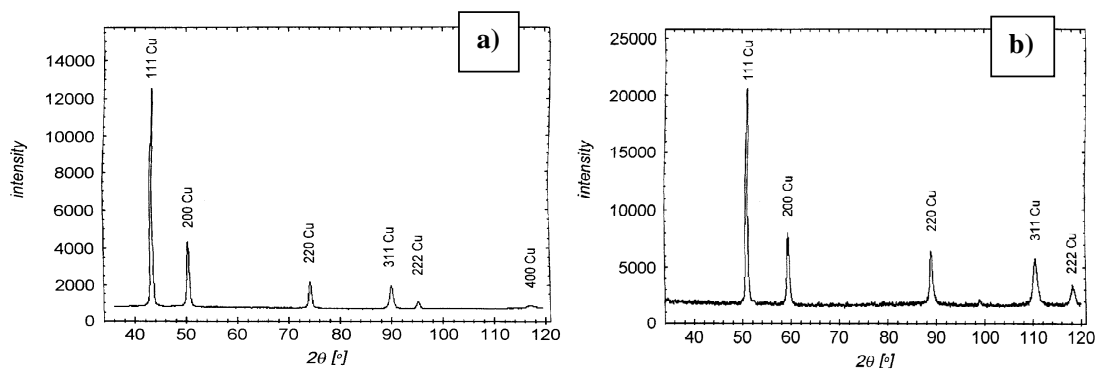 a)
intensity
14000
12000
10000
8000
6000
4000
2000
0
111 Cu
200 Cu
220 Cu
311 Cu
222 Cu
400 Cu
40 50 60 70 80 90 100 110 120
2θ [º]
b)
intensity
25000
20000
15000
10000
5000
0
111 Cu
200 Cu
220 Cu
311 Cu
222 Cu
40 50 60 70 80 90 100 110 120
2θ [º]